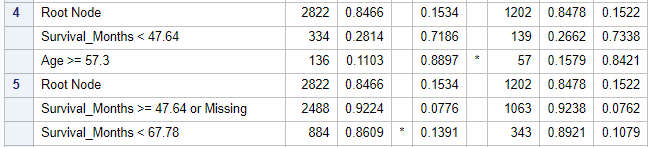 4 Root Node 2822 0.8466 0.1534 1202 0.8478 0.1522
Survival_Months < 47.64 334 0.2814 0.7186 139 0.2662 0.7338
Age >= 57.3 136 0.1103 0.8897 * 57 0.1579 0.8421
5 Root Node 2822 0.8466 0.1534 1202 0.8478 0.1522
Survival_Months >= 47.64 or Missing 2488 0.9224 0.0776 1063 0.9238 0.0762
Survival_Months < 67.78 884 0.8609 * 0.1391 343 0.8921 0.1079